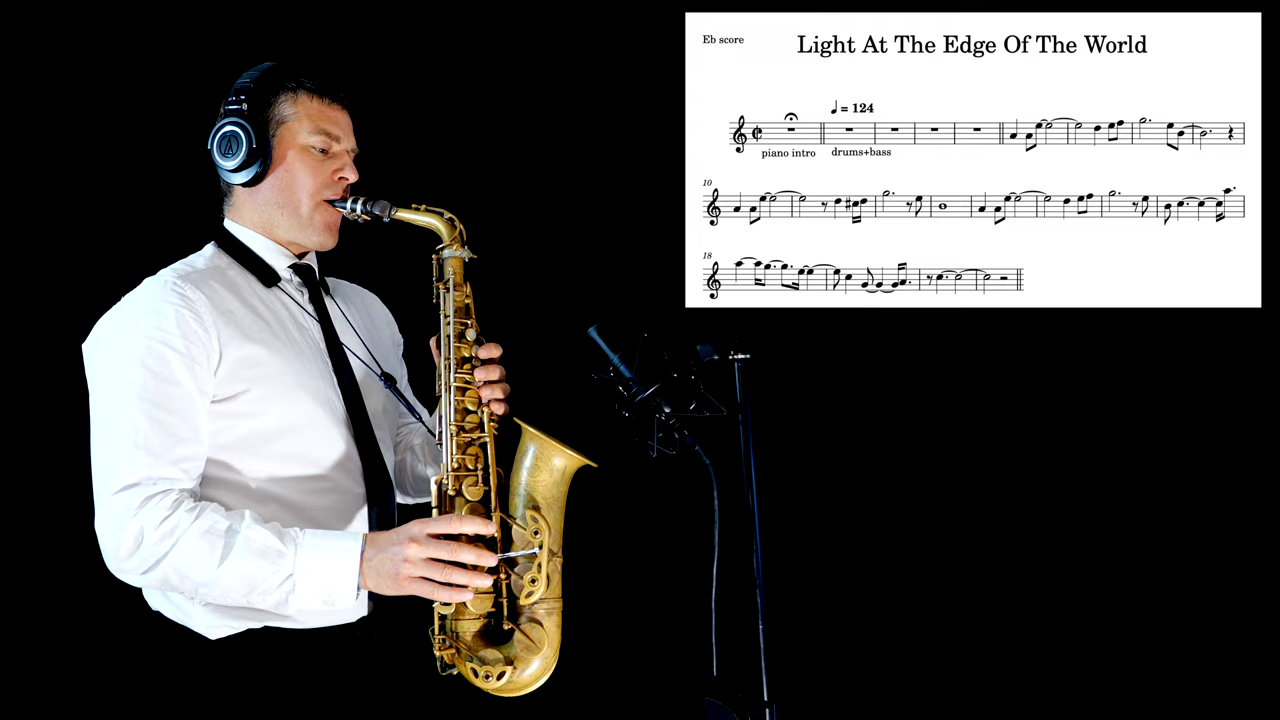 Eb score
Light At The Edge Of The World
♩ = 124
piano intro
drums+bass
10
18